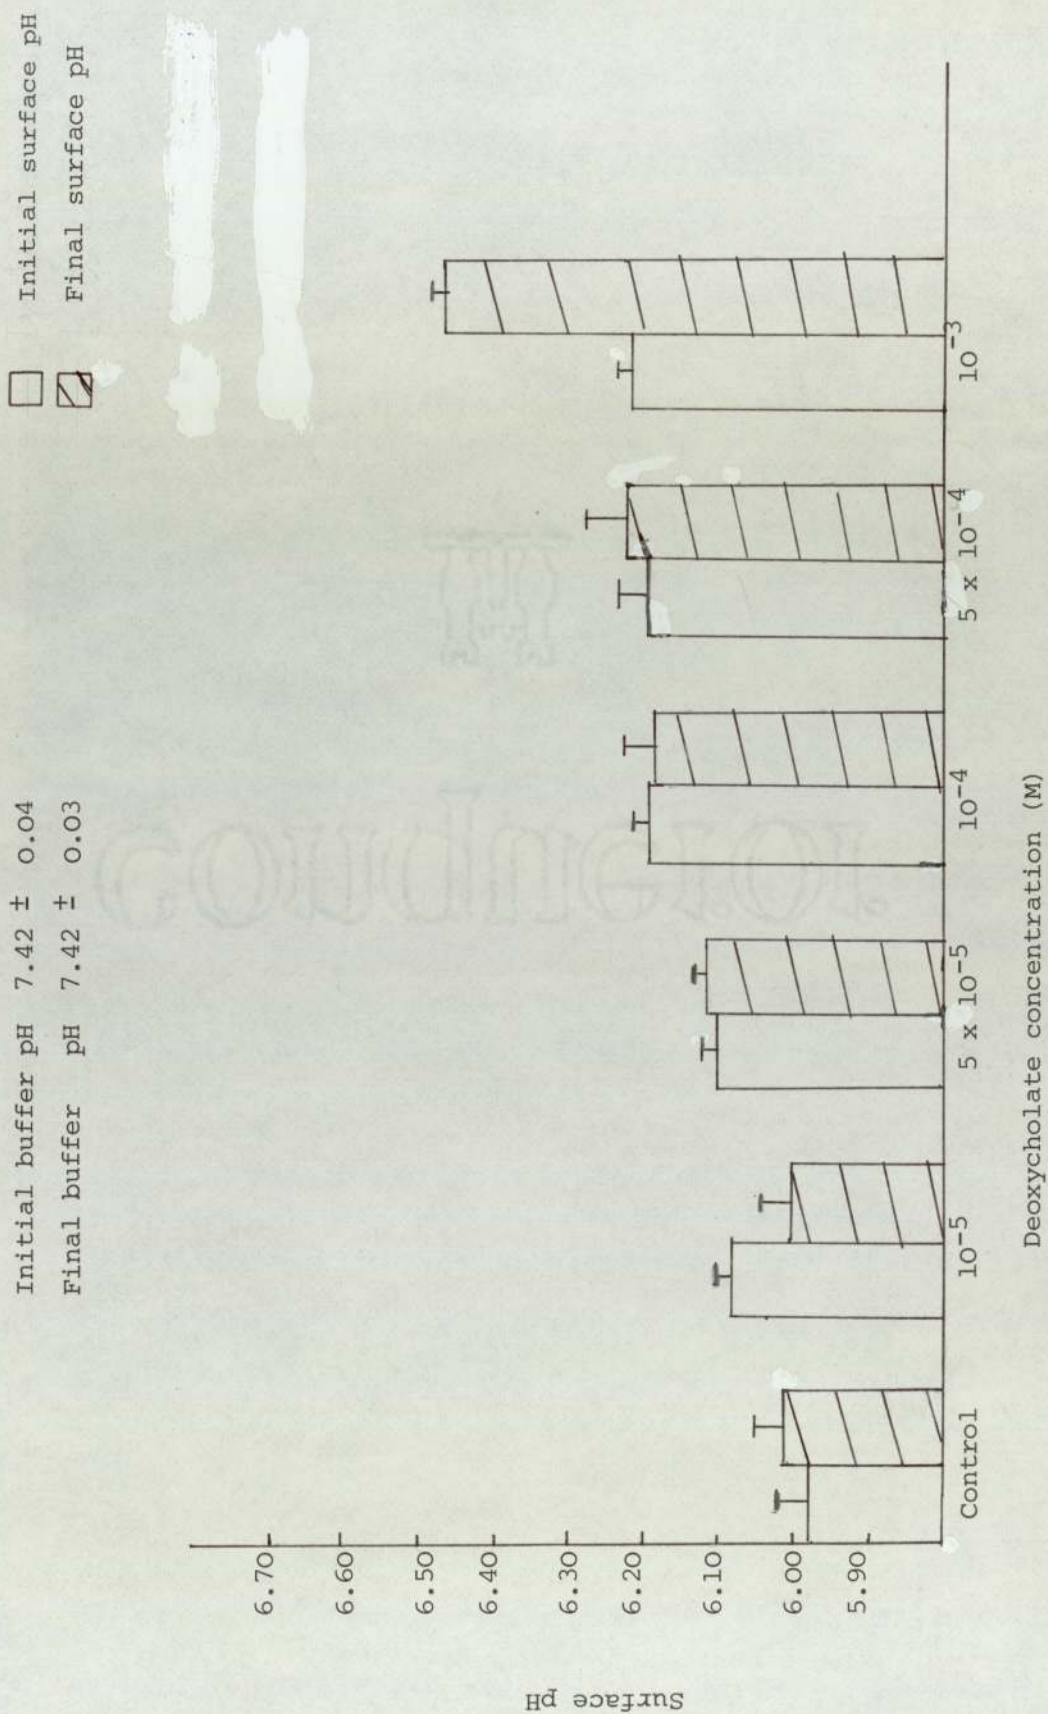 Initial buffer pH 7.42 ± 0.04
Final buffer pH 7.42 ± 0.03
Initial surface pH
Final surface pH
Surface pH
6.70
6.60
6.50
6.40
6.30
6.20
6.10
6.00
5.90
Control
10-5
5 x 10-5
10-4
5 x 10-4
10-3
Deoxycholate concentration (M)
Conqueror